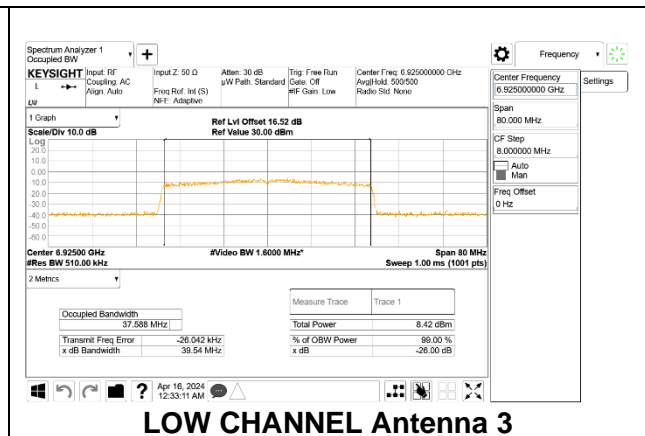 Spectrum Analyzer 1
Occupied BW
+
Frequency
KEYSIGHT
Input: RF
Coupling: AC
Align: Auto
Input Z: 50 Ω
Freq Ref: Int (S)
NFE: Adaptive
Atten: 30 dB
µW Path: Standard
Trig: Free Run
Gate: Off
#IF Gain: Low
Center Freq: 6.925000000 GHz
Avg|Hold: 500/500
Radio Std: None
L
Center Frequency
6.925000000 GHz
Settings
Span
80.000 MHz
CF Step
8.000000 MHz
Auto
Man
Freq Offset
0 Hz
1 Graph
Scale/Div 10.0 dB
Ref Lvl Offset 16.52 dB
Ref Value 30.00 dBm
Log
20.0
10.0
0.00
-10.0
-20.0
-30.0
-40.0
-50.0
-60.0
Center 6.92500 GHz
#Res BW 510.00 kHz
#Video BW 1.6000 MHz*
Span 80 MHz
Sweep 1.00 ms (1001 pts)
2 Metrics
Measure Trace
Trace 1
Occupied Bandwidth
37.588 MHz
Total Power
8.42 dBm
Transmit Freq Error
-26.042 kHz
% of OBW Power
99.00 %
x dB Bandwidth
39.54 MHz
x dB
-26.00 dB
?
Apr 16, 2024
12:33:11 AM
LOW CHANNEL Antenna 3